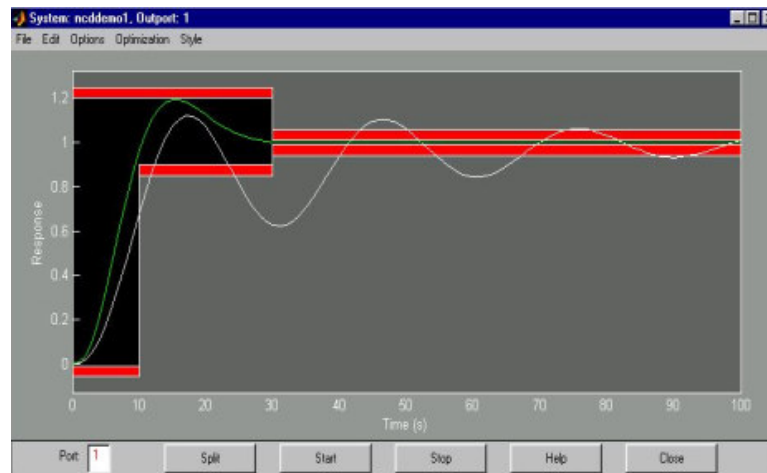 System: ncddemo1, Outport: 1
File Edit Options Optimization Style
1.2
1
0.8
0.6
0.4
0.2
0
Response
0 10 20 30 40 50 60 70 80 90 100
Time (s)
Port 1 Split Start Stop Help Close